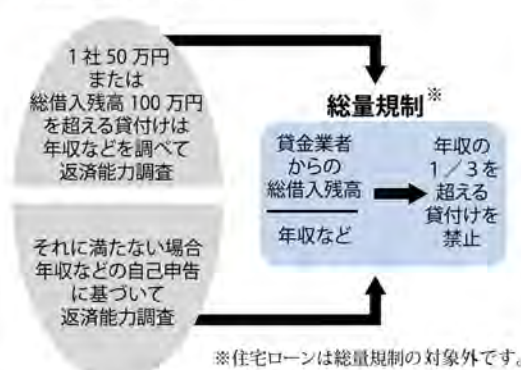 1社50万円
または
総借入残高100万円
を超える貸付けは
年収などを調べて
返済能力調査
それに満たない場合
年収などの自己申告
に基づいて
返済能力調査
総量規制※
貸金業者
からの
総借入残高
年収など
年収の
1／3を
超える
貸付けを
禁止
※住宅ローンは総量規制の対象外です。